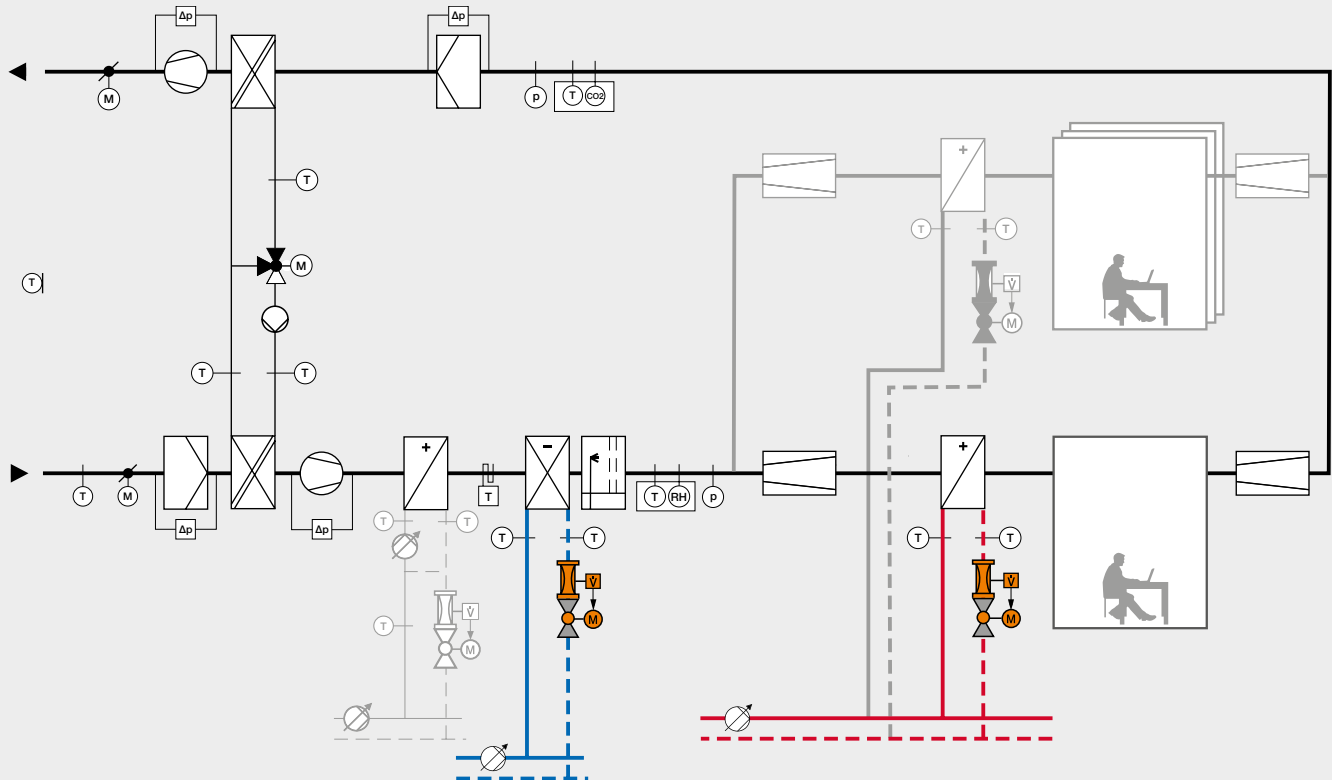 Δp Δp
M p T CO2
T
+
T T
M
T
V̇
M
T T
+ − + 
T M T RH p
Δp Δp
T T
T T T T
V̇ V̇
T V̇
M M
M